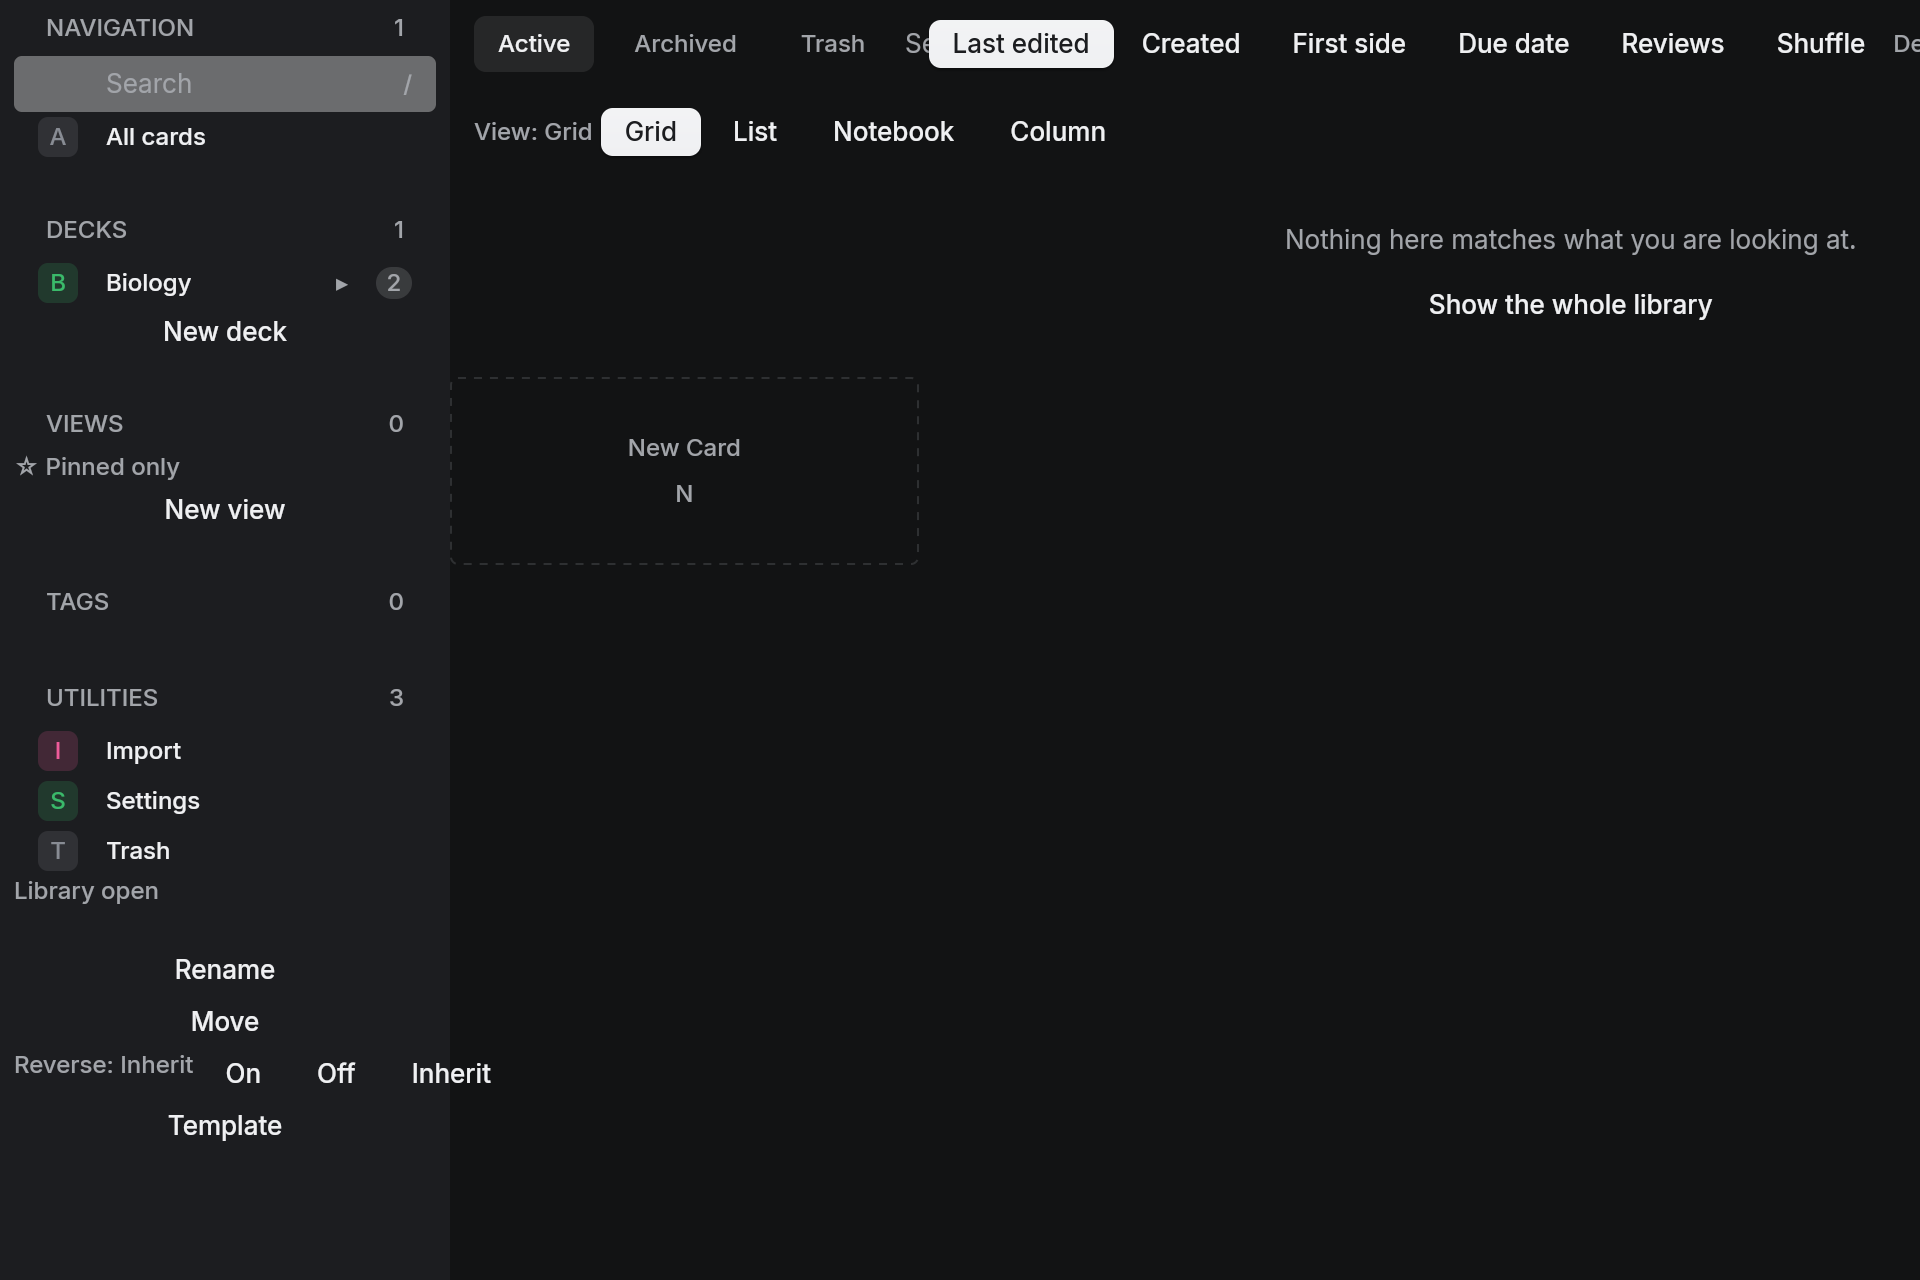 NAVIGATION 1
Search /
A All cards
DECKS 1
B Biology ▸ 2
New deck
VIEWS 0
☆ Pinned only
New view
TAGS 0
UTILITIES 3
I Import
S Settings
T Trash
Library open
Rename
Move
Reverse: Inherit On Off Inherit
Template
Active Archived Trash Last edited Created First side Due date Reviews Shuffle
View: Grid Grid List Notebook Column
Nothing here matches what you are looking at.
Show the whole library
New Card
N